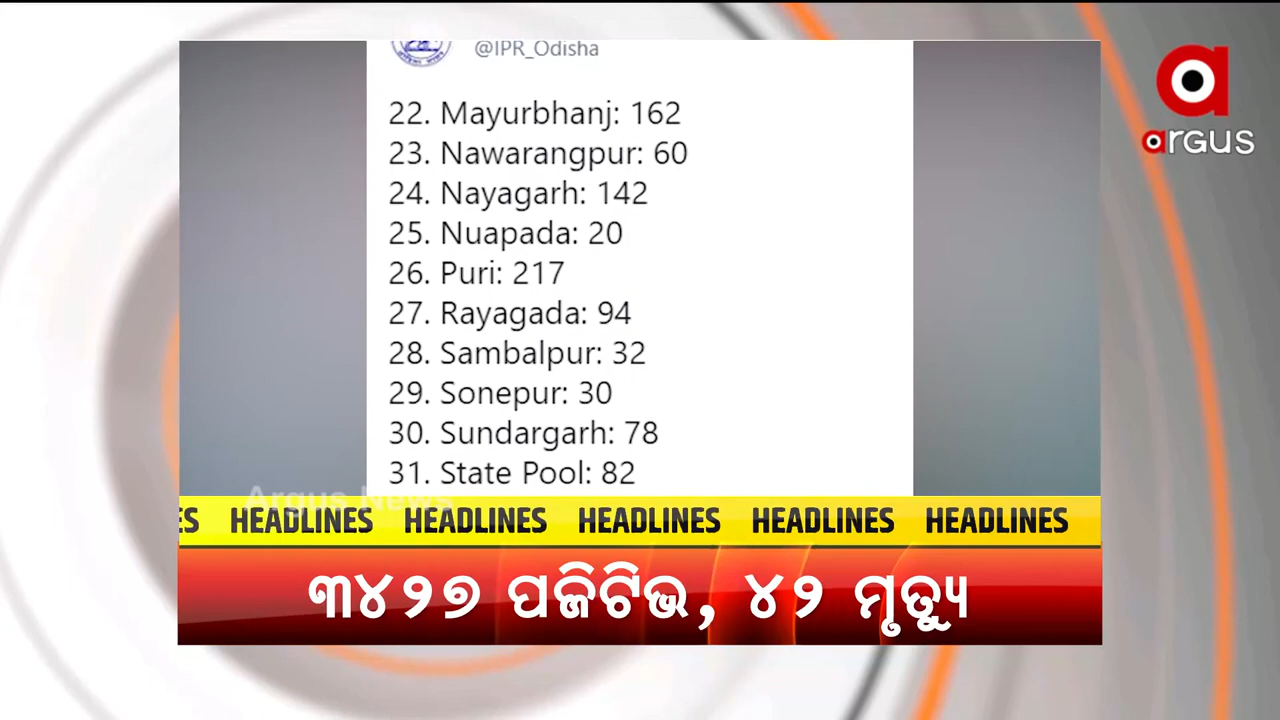 @IPR_Odisha
22. Mayurbhanj: 162
23. Nawarangpur: 60
24. Nayagarh: 142
25. Nuapada: 20
26. Puri: 217
27. Rayagada: 94
28. Sambalpur: 32
29. Sonepur: 30
30. Sundargarh: 78
31. State Pool: 82
argus
Argus News
ES HEADLINES HEADLINES HEADLINES HEADLINES HEADLINES
୩୪୨୭ ପଜିଟିଭ, ୪୨ ମୃତ୍ୟୁ